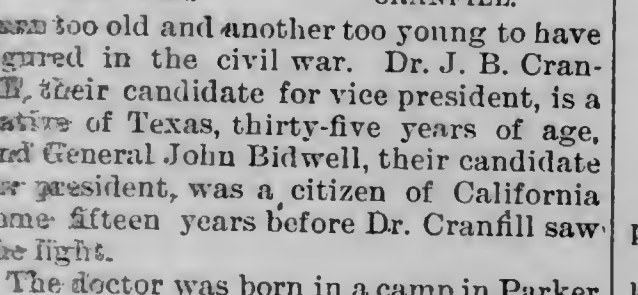 too old and another too young to have
in the civil war. Dr. J. B. Cran-
their candidate for vice president, is a
of Texas, thirty-five years of age,
General John Bidwell, their candidate
president, was a citizen of California
fifteen years before Dr. Cranfill saw
light.
The doctor was born in a camp in Parker